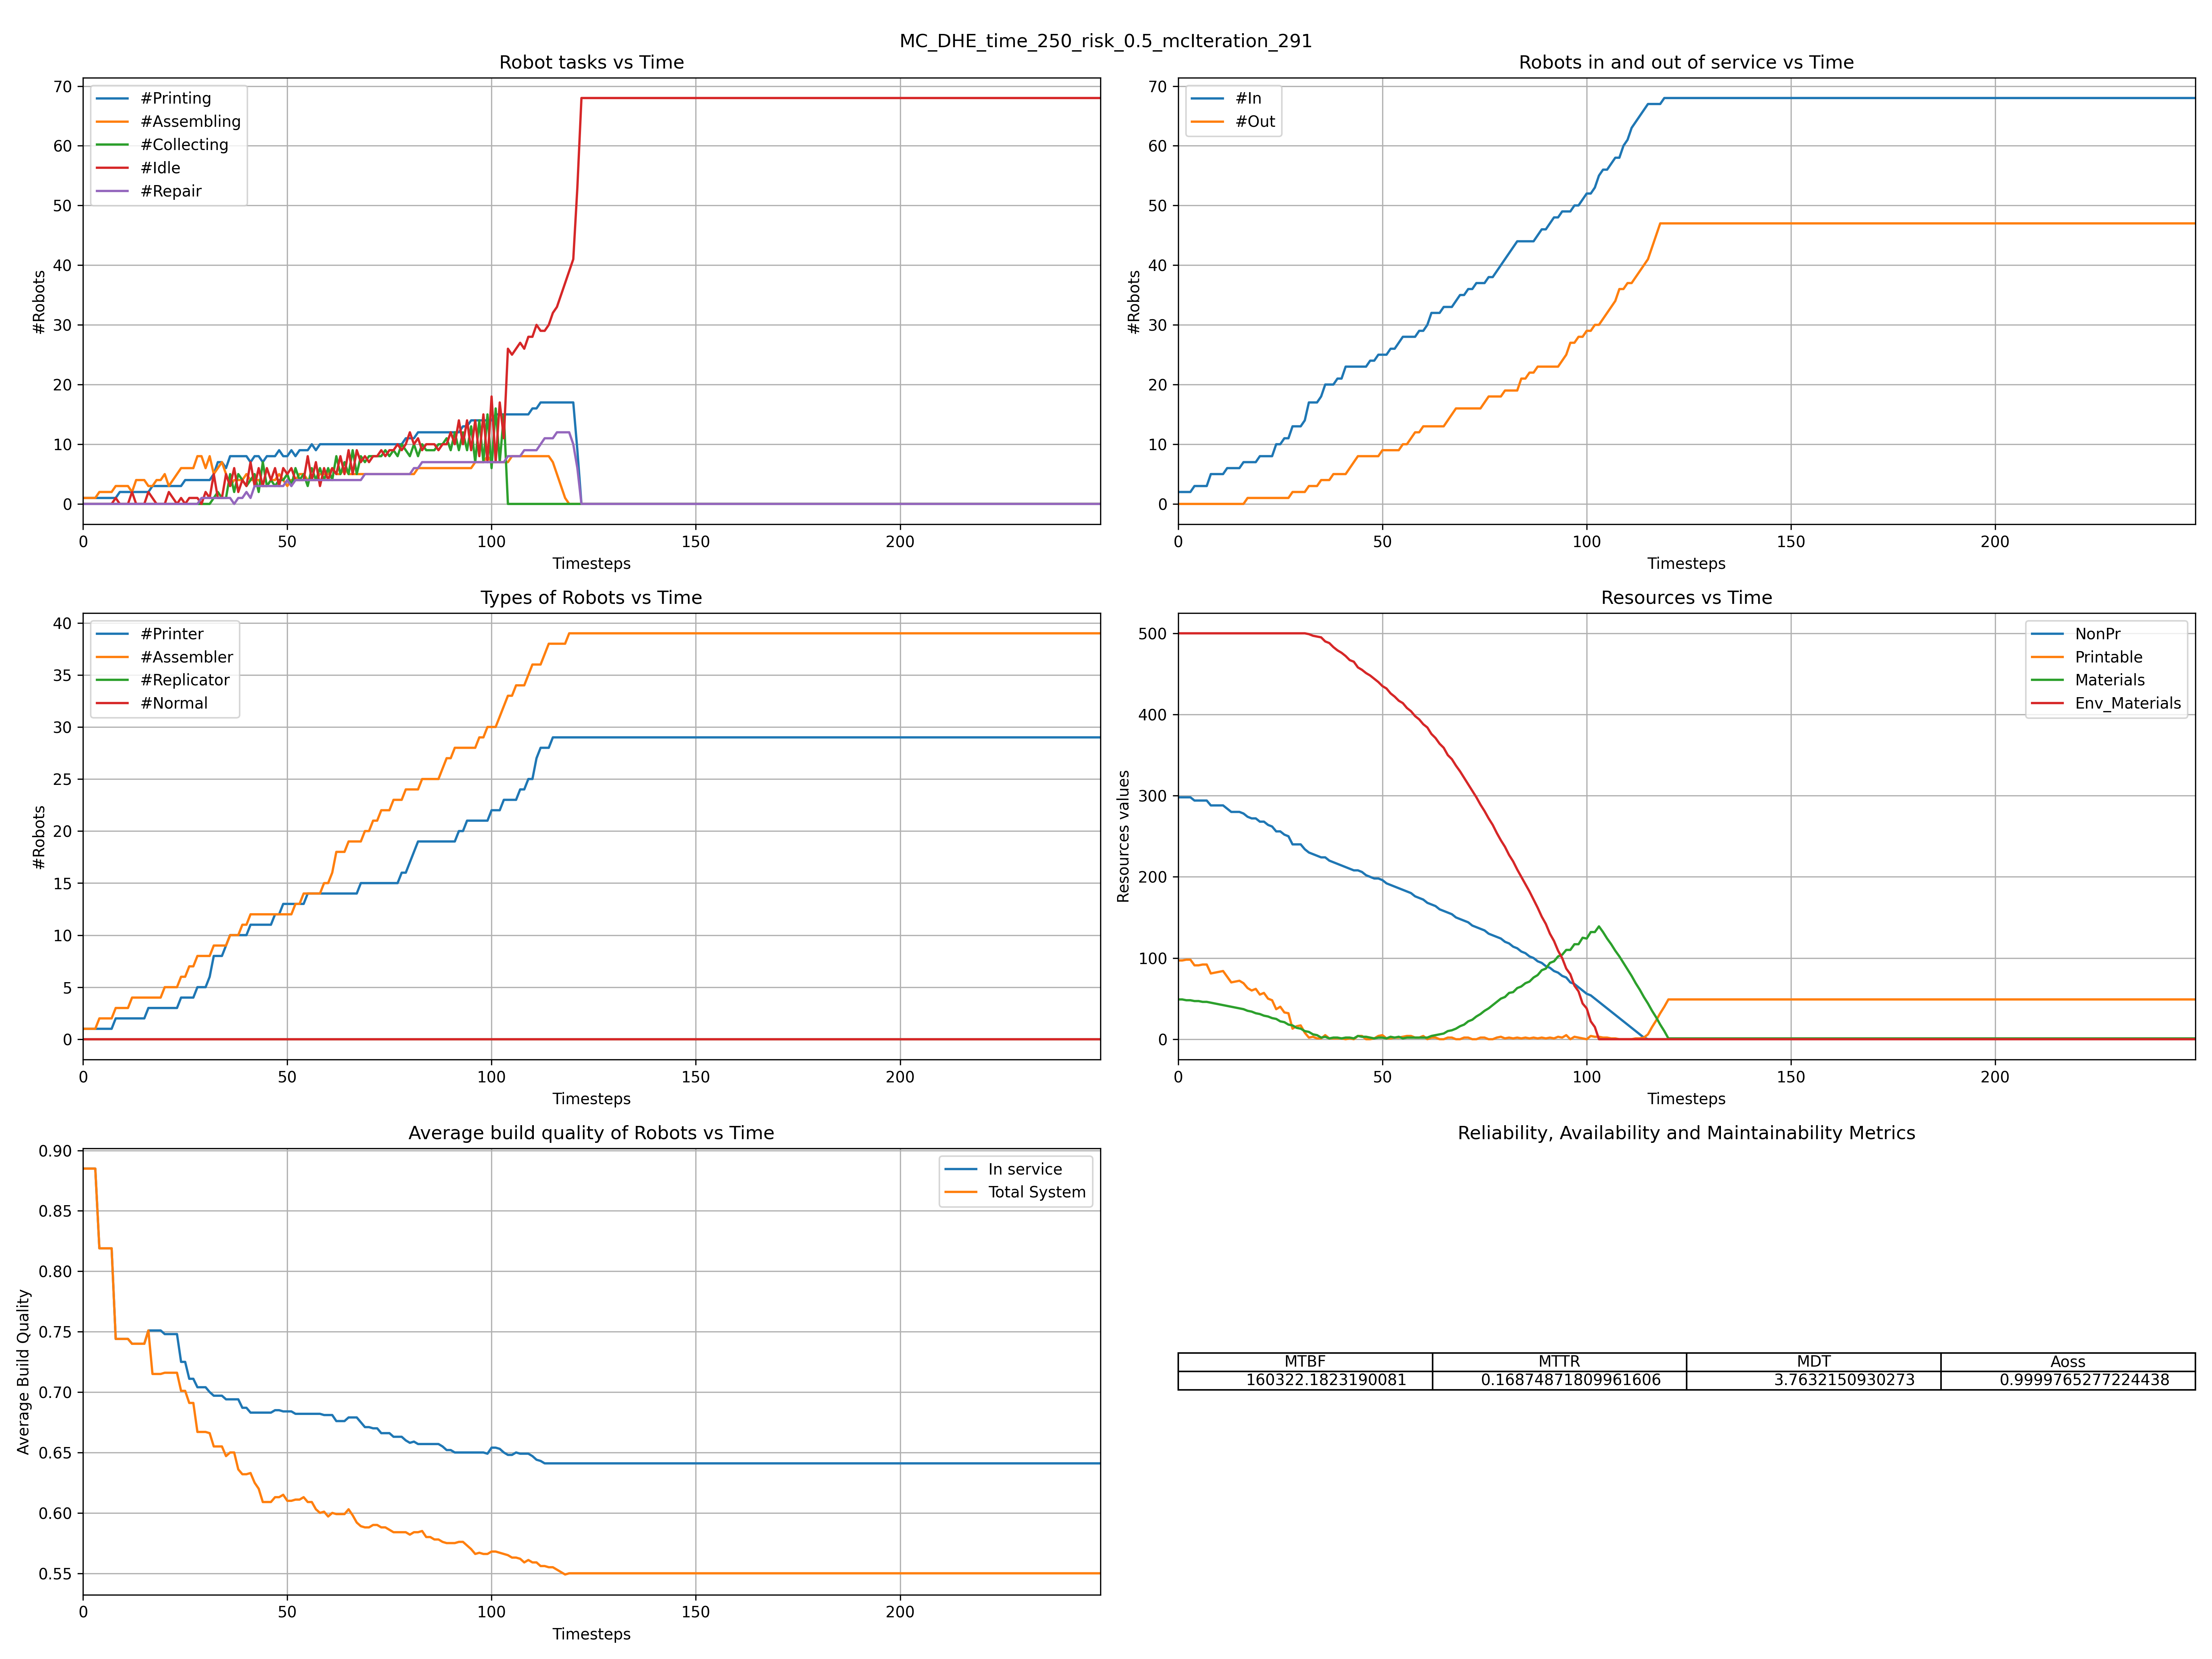 MC_DHE_time_250_risk_0.5_mcIteration_291
Robot tasks vs Time
70
60
50
40
30
20
10
0
#Robots
#Printing
#Assembling
#Collecting
#Idle
#Repair
0 50 100 150 200
Timesteps
Robots in and out of service vs Time
70
60
50
40
30
20
10
0
#Robots
#In
#Out
0 50 100 150 200
Timesteps
Types of Robots vs Time
40
35
30
25
20
15
10
5
0
#Robots
#Printer
#Assembler
#Replicator
#Normal
0 50 100 150 200
Timesteps
Resources vs Time
500
400
300
200
100
0
Resources values
NonPr
Printable
Materials
Env_Materials
0 50 100 150 200
Timesteps
Average build quality of Robots vs Time
0.90
0.85
0.80
0.75
0.70
0.65
0.60
0.55
Average Build Quality
In service
Total System
0 50 100 150 200
Timesteps
Reliability, Availability and Maintainability Metrics
MTBF MTTR MDT Aoss
160322.1823190081 0.16874871809961606 3.7632150930273 0.99997652772224438